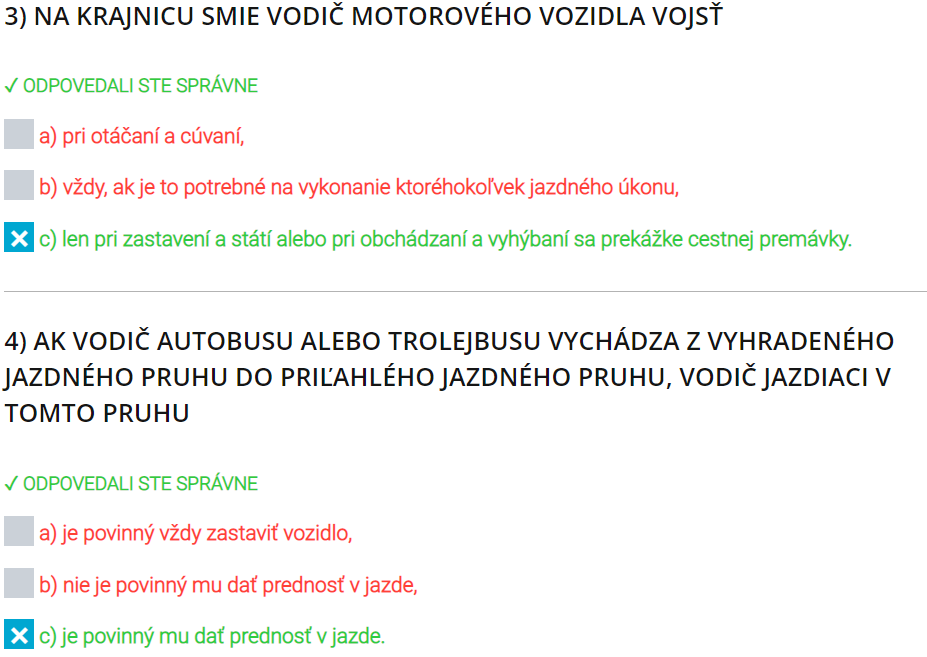 3) NA KRAJNICU SMIE VODIČ MOTOROVÉHO VOZIDLA VOJSŤ
✓ ODPOVEDALI STE SPRÁVNE
a) pri otáčaní a cúvaní,
b) vždy, ak je to potrebné na vykonanie ktoréhokoľvek jazdného úkonu,
c) len pri zastavení a státí alebo pri obchádzaní a vyhýbaní sa prekážke cestnej premávky.
4) AK VODIČ AUTOBUSU ALEBO TROLEJBUSU VYCHÁDZA Z VYHRADENÉHO
JAZDNÉHO PRUHU DO PRIĽAHLÉHO JAZDNÉHO PRUHU, VODIČ JAZDIACI V
TOMTO PRUHU
✓ ODPOVEDALI STE SPRÁVNE
a) je povinný vždy zastaviť vozidlo,
b) nie je povinný mu dať prednosť v jazde,
c) je povinný mu dať prednosť v jazde.